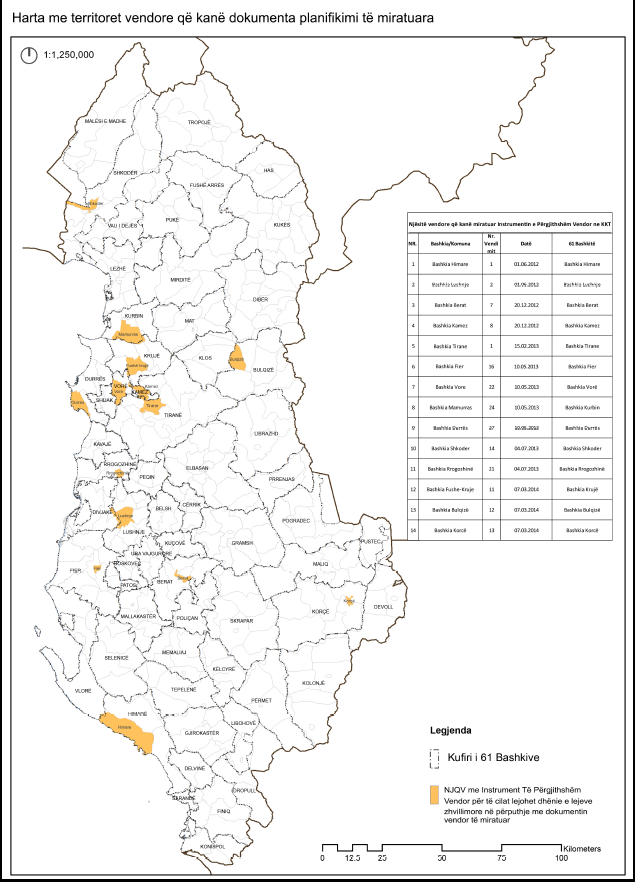 Harta me territoret vendore që kanë dokumenta planifikimi të miratuara
1:1,250,000
MALËSI E MADHE
TROPOJË
SHKODËR
HAS
FUSHË ARRËS
Shkoder
PUKË
VAU I DEJËS
KUKËS
LEZHË
MIRDITË
DIBËR
KURBIN
MAT
Mamurras
KRUJË
KLOS
Bulqizë
BULQIZË
DURRËS
VORË
Vorë
Kamëz
KAMËZ
SHIJAK
Durrës
Tiranë
TIRANË
KAVAJË
LIBRAZHD
RROGOZHINË
ELBASAN
PEQIN
PRRENJAS
BELSH
CËRRIK
DIVJAKË
Lushnje
POGRADEC
LUSHNJË
KUÇOVË
GRAMSH
PUSTEC
URA VAJGURORE
ROSKOVEC
MALIQ
FIER
BERAT
PATOS
KORÇË
DEVOLL
MALLAKASTËR
POLIÇAN
SKRAPAR
SELENICË
MEMALIAJ
KËLCYRË
VLORË
TEPELENË
KOLONJË
PËRMET
HIMARË
Himare
LIBOHOVË
GJIROKASTËR
DELVINË
DROPULL
SARANDË
FINIQ
KONISPOL
Njësitë vendore që kanë miratuar Instrumentin e Përgjithshëm Vendor ne KKT
NR. Bashkia/Komuna Nr. Vendimit Datë 61 Bashkitë
1 Bashkia Himare 1 01.06.2012 Bashkia Himare
2 Bashkia Lushnje 2 01.06.2012 Bashkia Lushnje
3 Bashkia Berat 7 20.12.2012 Bashkia Berat
4 Bashkia Kamez 8 20.12.2012 Bashkia Kamez
5 Bashkia Tirane 1 15.02.2013 Bashkia Tirane
6 Bashkia Fier 16 10.05.2013 Bashkia Fier
7 Bashkia Vore 22 10.05.2013 Bashkia Vorë
8 Bashkia Mamurras 24 10.05.2013 Bashkia Kurbin
9 Bashkia Durrës 27 Bashkia Durrës
10 Bashkia Shkoder 14 04.07.2013 Bashkia Shkoder
11 Bashkia Rrogozhinë 21 04.07.2013 Bashkia Rrogozhinë
12 Bashkia Fushe-Kruje 11 07.03.2014 Bashkia Krujë
13 Bashkia Bulqizë 12 07.03.2014 Bashkia Bulqizë
14 Bashkia Korcë 13 07.03.2014 Bashkia Korcë
Legjenda
Kufiri i 61 Bashkive
NJQV me Instrument Të Përgjithshëm
Vendor për të cilat lejohet dhënie e lejeve
zhvillimore në përputhje me dokumentin
vendor të miratuar
Kilometers
0 12.5 25 50 75 100